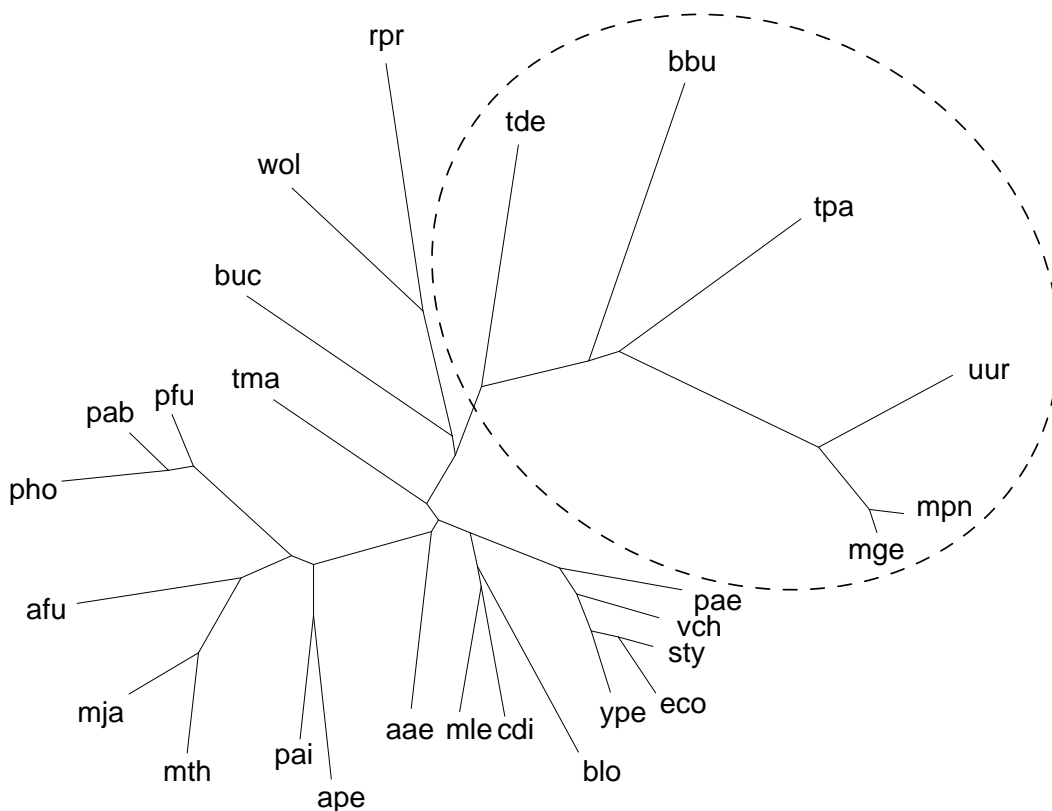 rpr
bbu
tde
wol
tpa
buc
uur
tma
pfu
pab
pho
mpn
mge
pae
afu
vch
sty
eco
ype
mja
aae
mle
cdi
pai
mth
blo
ape